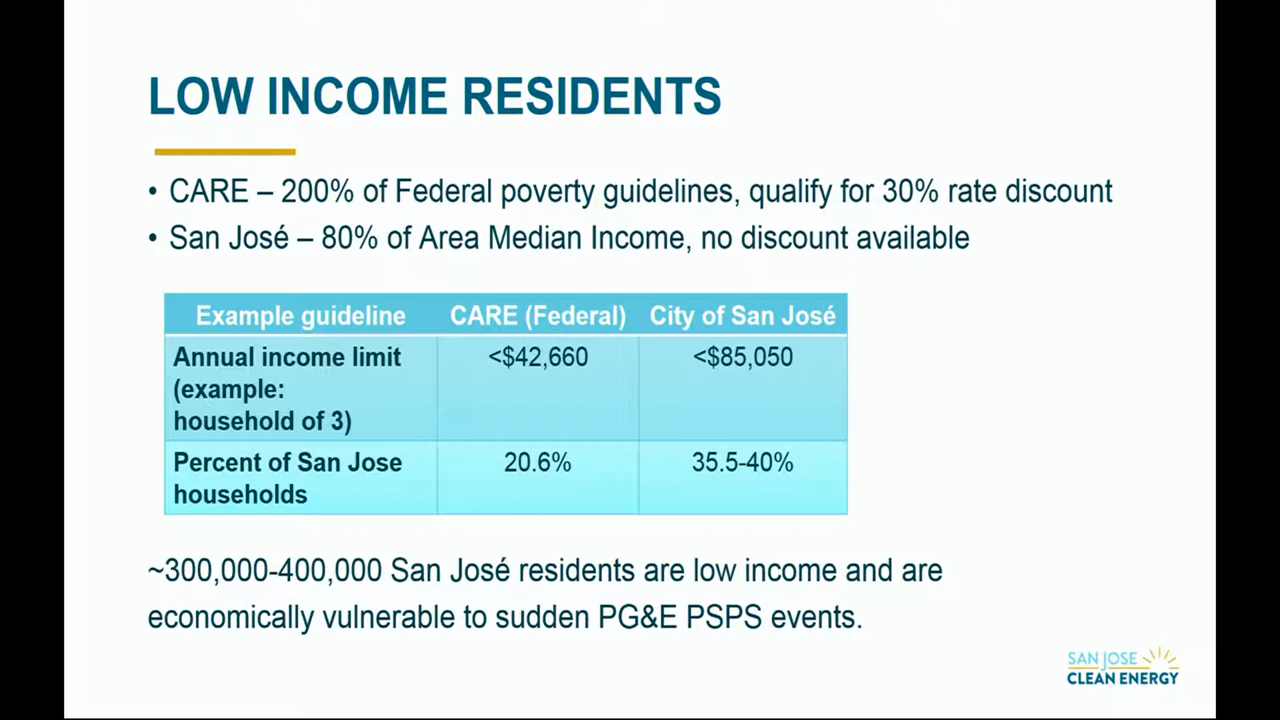 LOW INCOME RESIDENTS
• CARE – 200% of Federal poverty guidelines, qualify for 30% rate discount
• San José – 80% of Area Median Income, no discount available
Example guideline CARE (Federal) City of San José
Annual income limit <$42,660 <$85,050
(example:
household of 3)
Percent of San Jose 20.6% 35.5-40%
households
~300,000-400,000 San José residents are low income and are
economically vulnerable to sudden PG&E PSPS events.
SAN JOSE
CLEAN ENERGY